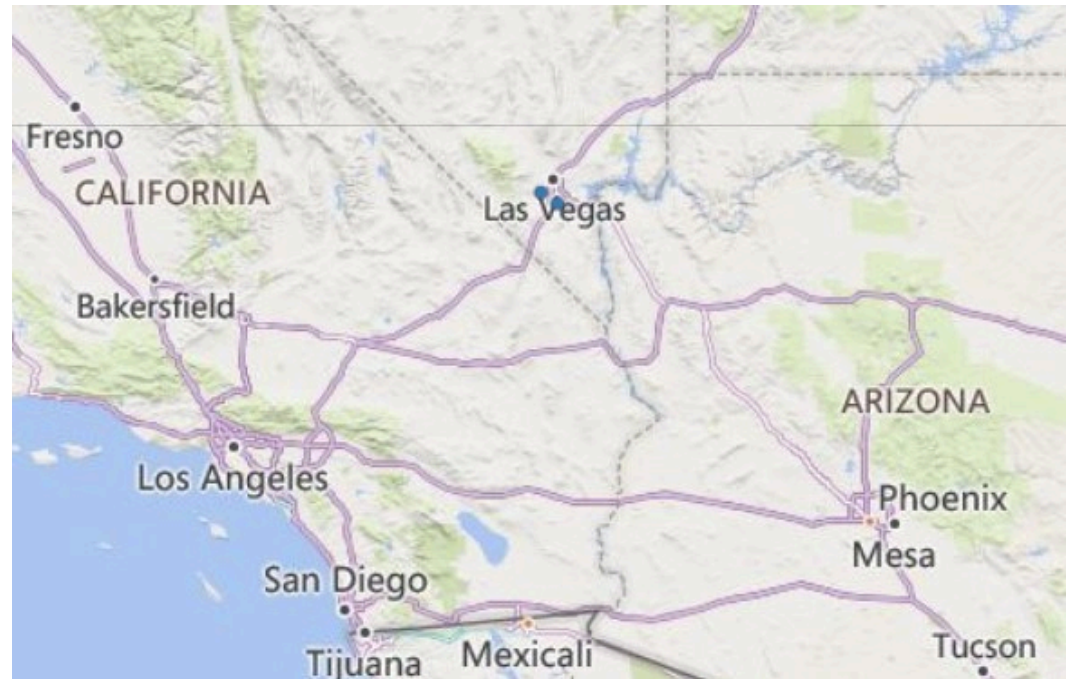 Fresno
CALIFORNIA
Las Vegas
Bakersfield
ARIZONA
Los Angeles
Phoenix
Mesa
San Diego
Tijuana
Mexicali
Tucson